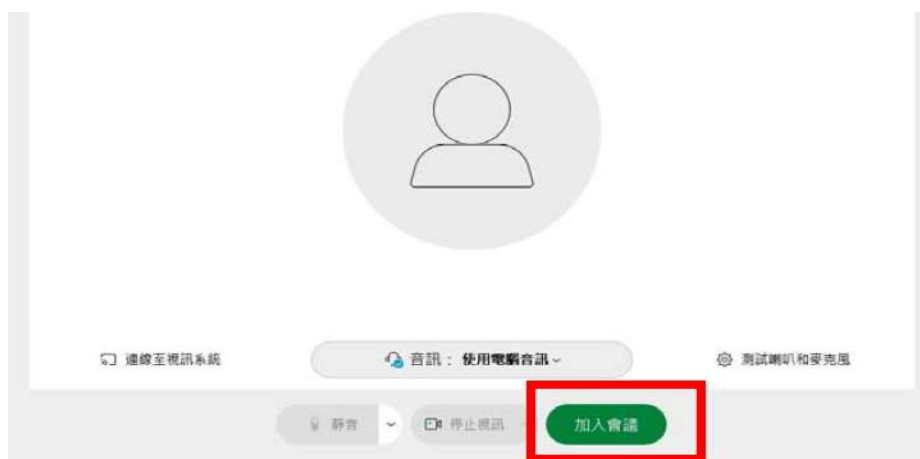 連線至視訊系統
音訊： 使用電腦音訊
測試喇叭和麥克風
靜音
停止視訊
加入會議